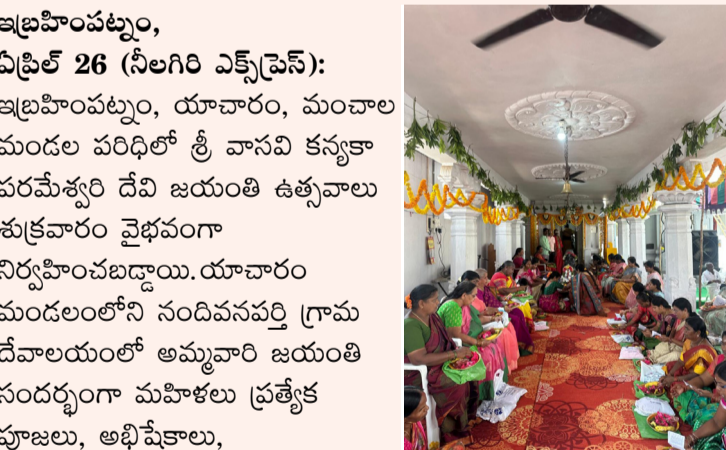 ఇబ్రహింపట్నం,
ఏప్రిల్ 26 (నీలగిరి ఎక్స్‌ప్రెస్):
ఇబ్రహింపట్నం, యాచారం, మంచాల
మండల పరిధిలో శ్రీ వాసవి కన్యకా
పరమేశ్వరి దేవి జయంతి ఉత్సవాలు
శుక్రవారం వైభవంగా
నిర్వహించబడ్డాయి.యాచారం
మండలంలోని నందివనపర్తి గ్రామ
దేవాలయంలో అమ్మవారి జయంతి
సందర్భంగా మహిళలు ప్రత్యేక
పూజలు, అభిషేకాలు,